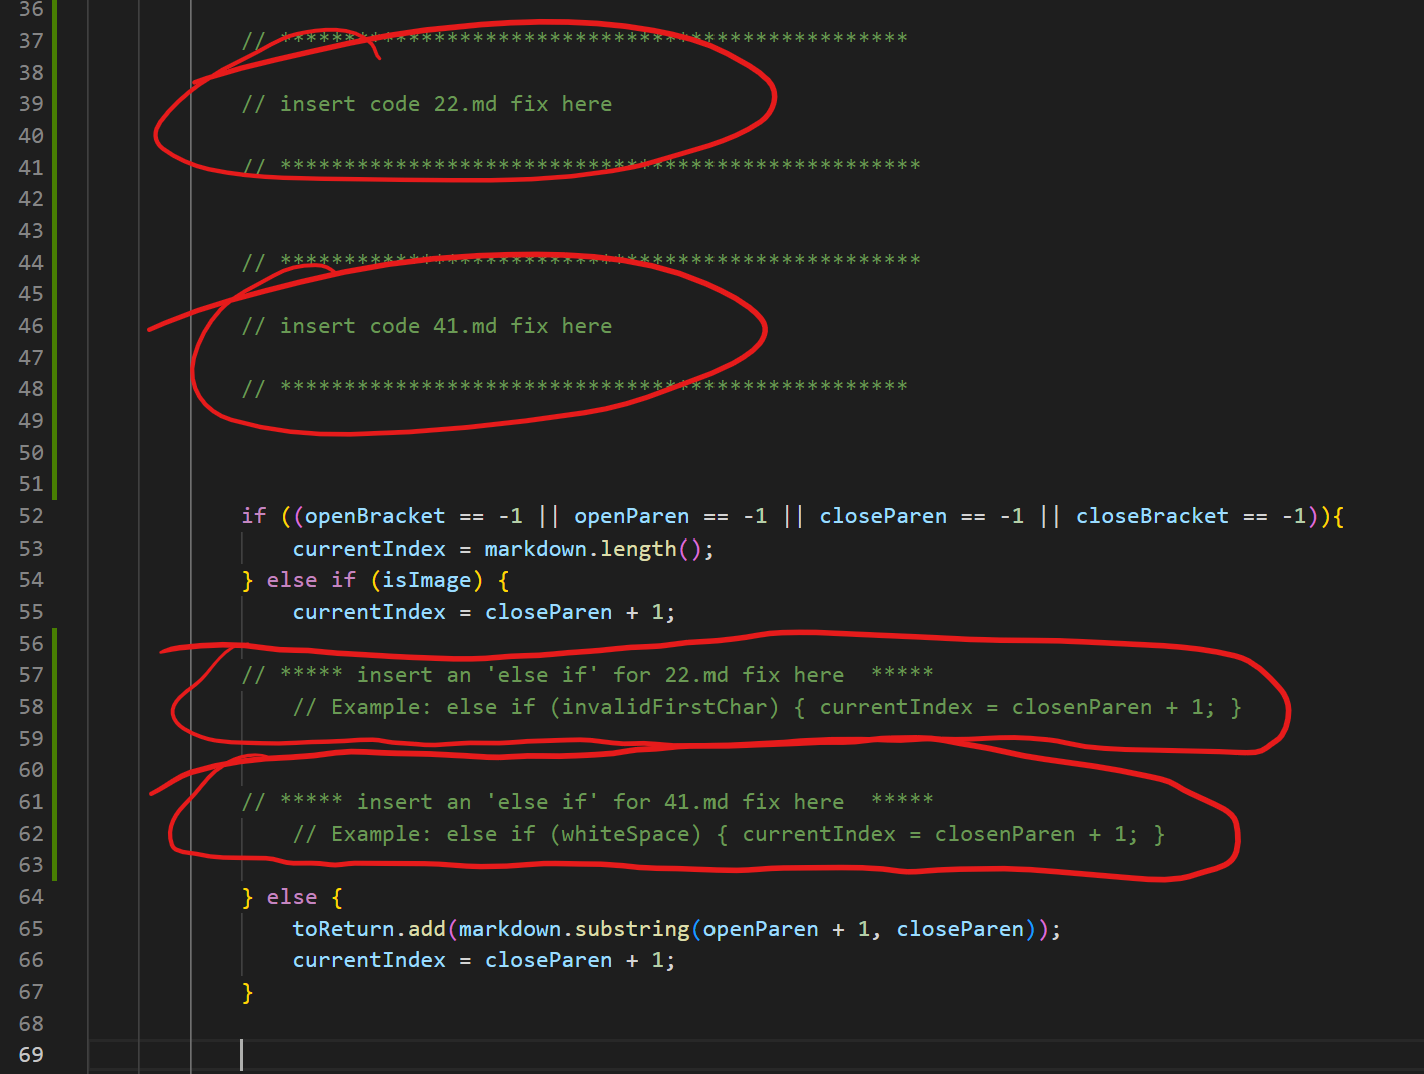 36
37 // *************************************************
38
39 // insert code 22.md fix here
40
41 // **************************************************
42
43
44 // **************************************************
45
46 // insert code 41.md fix here
47
48 // *************************************************
49
50
51
52 if ((openBracket == -1 || openParen == -1 || closeParen == -1 || closeBracket == -1)){
53 currentIndex = markdown.length();
54 } else if (isImage) {
55 currentIndex = closeParen + 1;
56
57 // ***** insert an 'else if' for 22.md fix here  *****
58 // Example: else if (invalidFirstChar) { currentIndex = closenParen + 1; }
59
60
61 // ***** insert an 'else if' for 41.md fix here  *****
62 // Example: else if (whiteSpace) { currentIndex = closenParen + 1; }
63
64 } else {
65 toReturn.add(markdown.substring(openParen + 1, closeParen));
66 currentIndex = closeParen + 1;
67 }
68
69